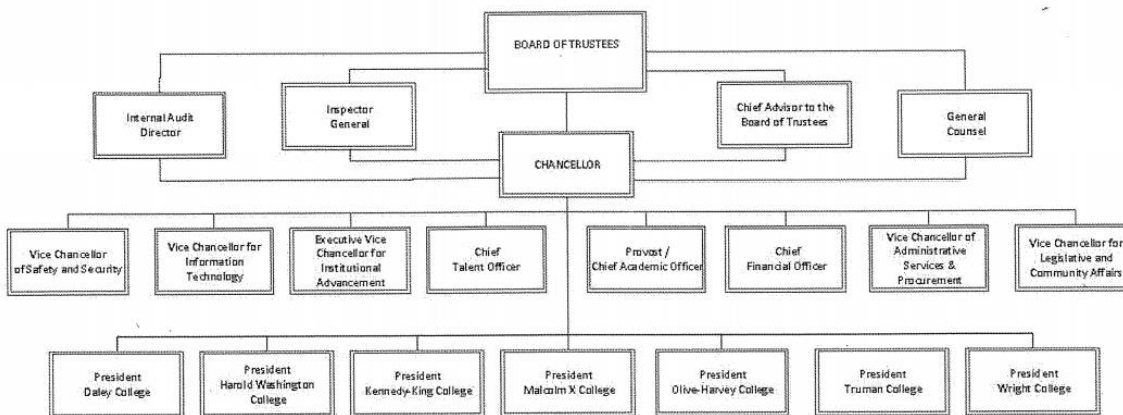 BOARD OF TRUSTEES
Internal Audit
Director
Inspector
General
Chief Advisor to the
Board of Trustees
General
Counsel
CHANCELLOR
Vice Chancellor
of Safety and Security
Vice Chancellor for
Information
Technology
Executive Vice
Chancellor for
Institutional
Advancement
Chief
Talent Officer
Provost /
Chief Academic Officer
Chief
Financial Officer
Vice Chancellor of
Administrative
Services &
Procurement
Vice Chancellor for
Legislative and
Community Affairs
President
Daley College
President
Harold Washington
College
President
Kennedy-King College
President
Malcolm X College
President
Olive-Harvey College
President
Truman College
President
Wright College